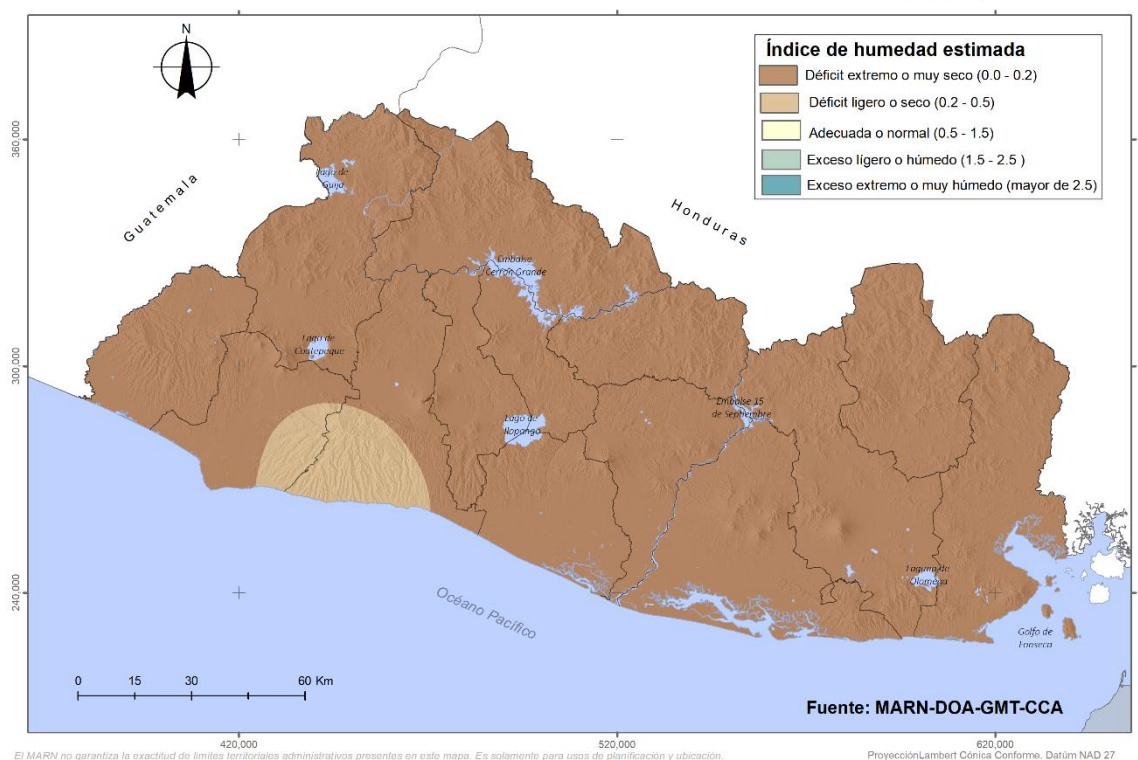 N
Índice de humedad estimada
Déficit extremo o muy seco (0.0 - 0.2)
Déficit ligero o seco (0.2 - 0.5)
Adecuada o normal (0.5 - 1.5)
Exceso lígero o húmedo (1.5 - 2.5 )
Exceso extremo o muy húmedo (mayor de 2.5)
360,000
300,000
240,000
Guatemala
Honduras
Lago de
Guija
Embalse
Cerrón Grande
Lago de
Coatepeque
Lago de
Ilopango
Embalse 15
de Septiembre
Laguna de
Olomega
Golfo de
Fonseca
Océano Pacífico
0 15 30 60 Km
Fuente: MARN-DOA-GMT-CCA
420,000
520,000
620,000
El MARN no garantiza la exactitud de limites territoriales administrativos presentes en este mapa. Es solamente para usos de planificación y ubicación.
ProyecciónLambert Cónica Conforme. Datúm NAD 27